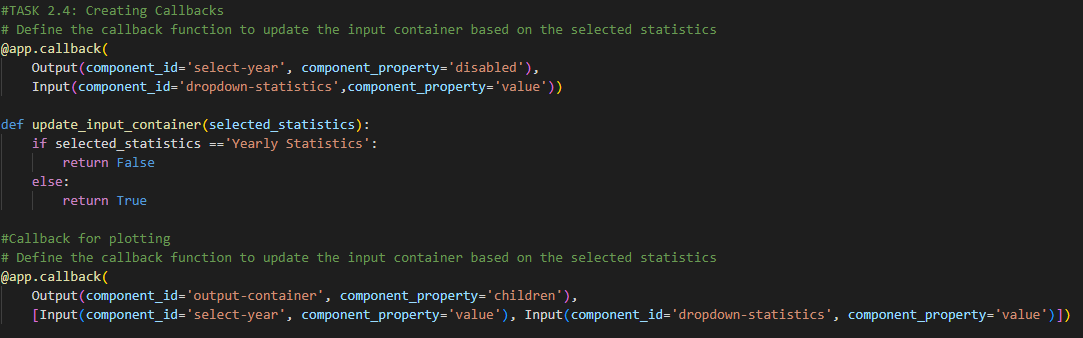 #TASK 2.4: Creating Callbacks
# Define the callback function to update the input container based on the selected statistics
@app.callback(
    Output(component_id='select-year', component_property='disabled'),
    Input(component_id='dropdown-statistics',component_property='value'))

def update_input_container(selected_statistics):
    if selected_statistics =='Yearly Statistics':
        return False
    else:
        return True

#Callback for plotting
# Define the callback function to update the input container based on the selected statistics
@app.callback(
    Output(component_id='output-container', component_property='children'),
    [Input(component_id='select-year', component_property='value'), Input(component_id='dropdown-statistics', component_property='value')])